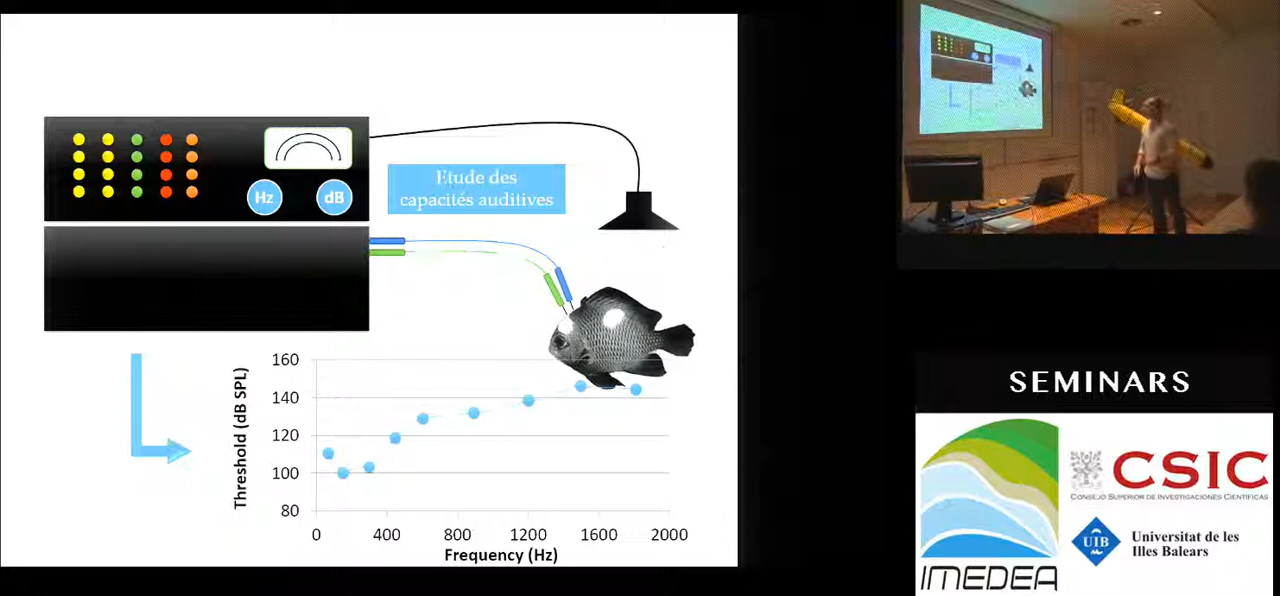 Hz
dB
Etude des
capacités auditives
Threshold (dB SPL)
160
140
120
100
80
0
400
800
1200
1600
2000
Frequency (Hz)
SEMINARS
IMEDEA
CSIC
CONSEJO SUPERIOR DE INVESTIGACIONES CIENTÍFICAS
UIB
Universitat de les
Illes Balears